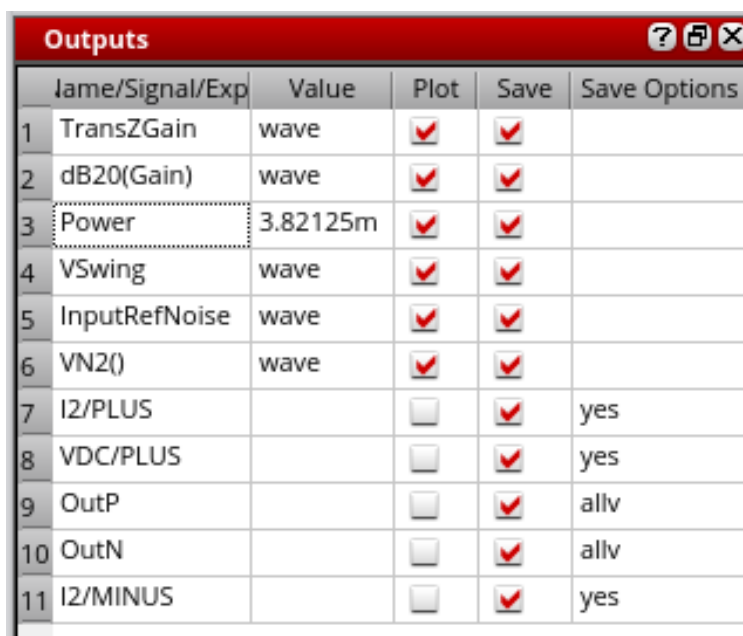 Outputs
Name/Signal/Exp Value Plot Save Save Options
1 TransZGain wave
2 dB20(Gain) wave
3 Power 3.82125m
4 VSwing wave
5 InputRefNoise wave
6 VN2() wave
7 I2/PLUS yes
8 VDC/PLUS yes
9 OutP allv
10 OutN allv
11 I2/MINUS yes